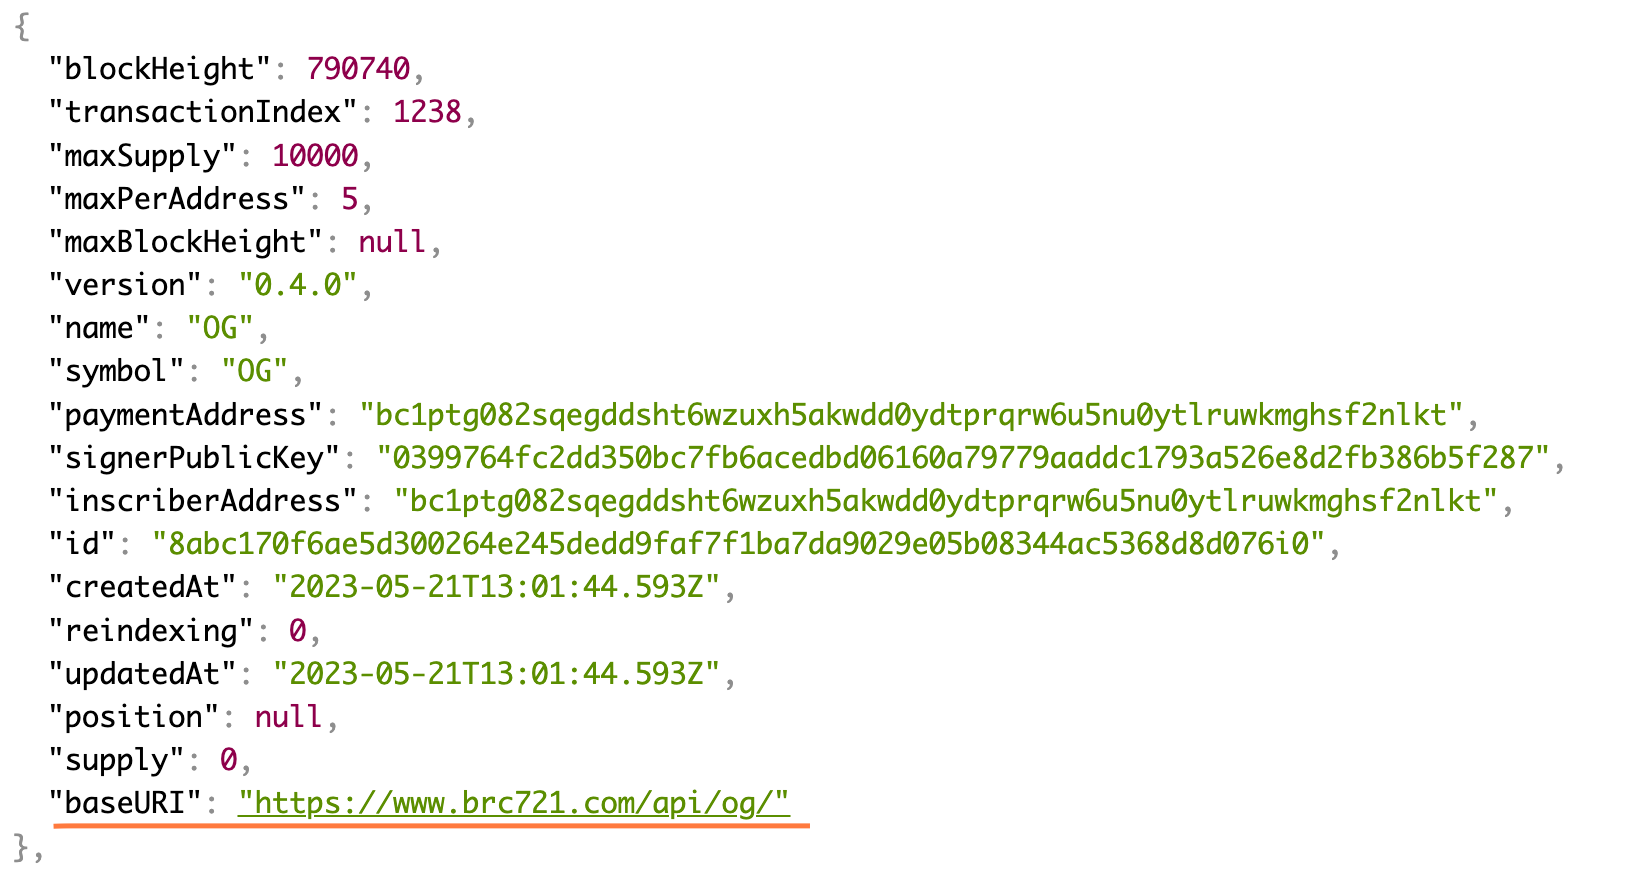 {
"blockHeight": 790740,
"transactionIndex": 1238,
"maxSupply": 10000,
"maxPerAddress": 5,
"maxBlockHeight": null,
"version": "0.4.0",
"name": "OG",
"symbol": "OG",
"paymentAddress": "bc1ptg082sqegddsht6wzuxh5akwdd0ydtprqrw6u5nu0ytlruwkmghsf2nlkt",
"signerPublicKey": "0399764fc2dd350bc7fb6acedbd06160a79779aaddc1793a526e8d2fb386b5f287",
"inscriberAddress": "bc1ptg082sqegddsht6wzuxh5akwdd0ydtprqrw6u5nu0ytlruwkmghsf2nlkt",
"id": "8abc170f6ae5d300264e245dedd9faf7f1ba7da9029e05b08344ac5368d8d076i0",
"createdAt": "2023-05-21T13:01:44.593Z",
"reindexing": 0,
"updatedAt": "2023-05-21T13:01:44.593Z",
"position": null,
"supply": 0,
"baseURI": "https://www.brc721.com/api/og/"
},